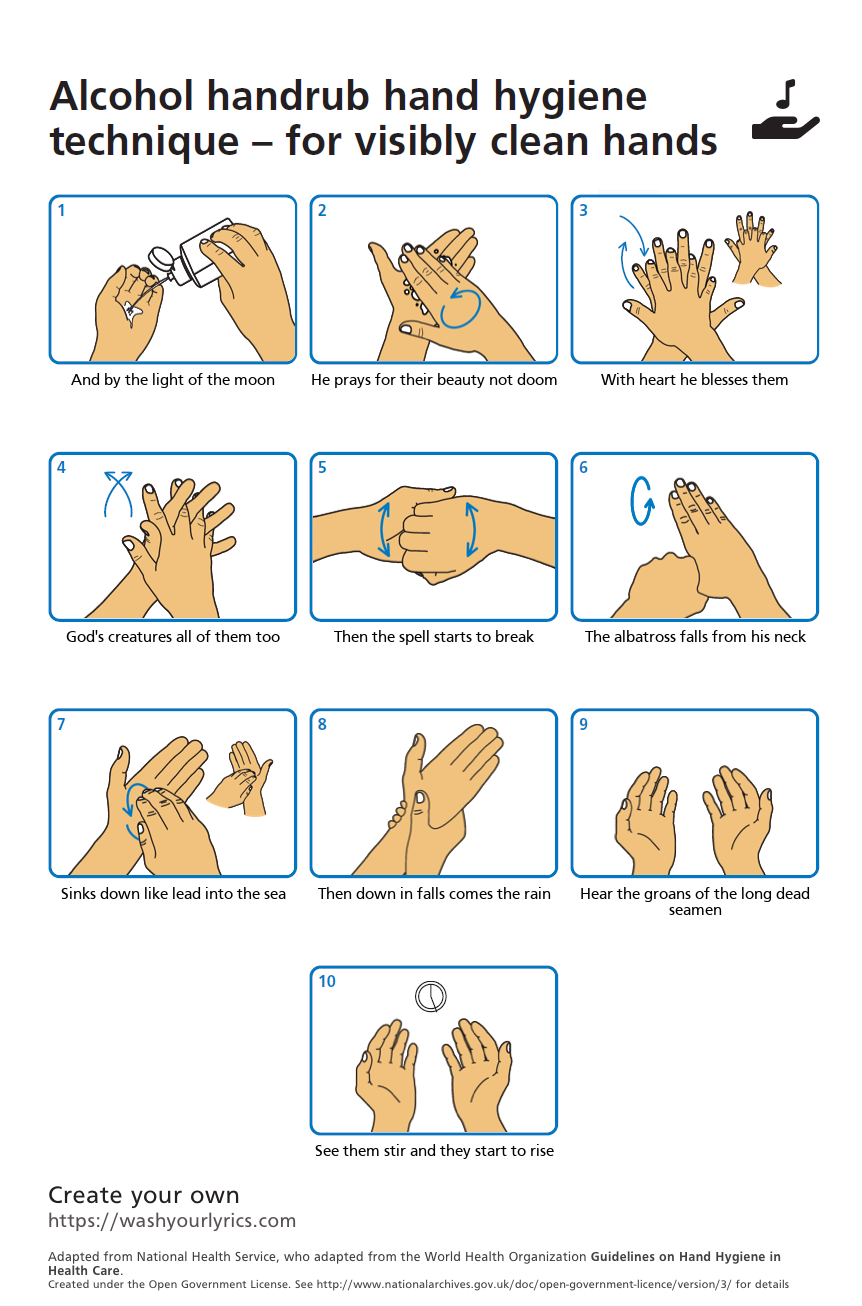 Alcohol handrub hand hygiene
technique – for visibly clean hands
1
And by the light of the moon
2
He prays for their beauty not doom
3
With heart he blesses them
4
God's creatures all of them too
5
Then the spell starts to break
6
The albatross falls from his neck
7
Sinks down like lead into the sea
8
Then down in falls comes the rain
9
Hear the groans of the long dead
seamen
10
See them stir and they start to rise
Create your own
https://washyourlyrics.com
Adapted from National Health Service, who adapted from the World Health Organization Guidelines on Hand Hygiene in
Health Care.
Created under the Open Government License. See http://www.nationalarchives.gov.uk/doc/open-government-licence/version/3/ for details